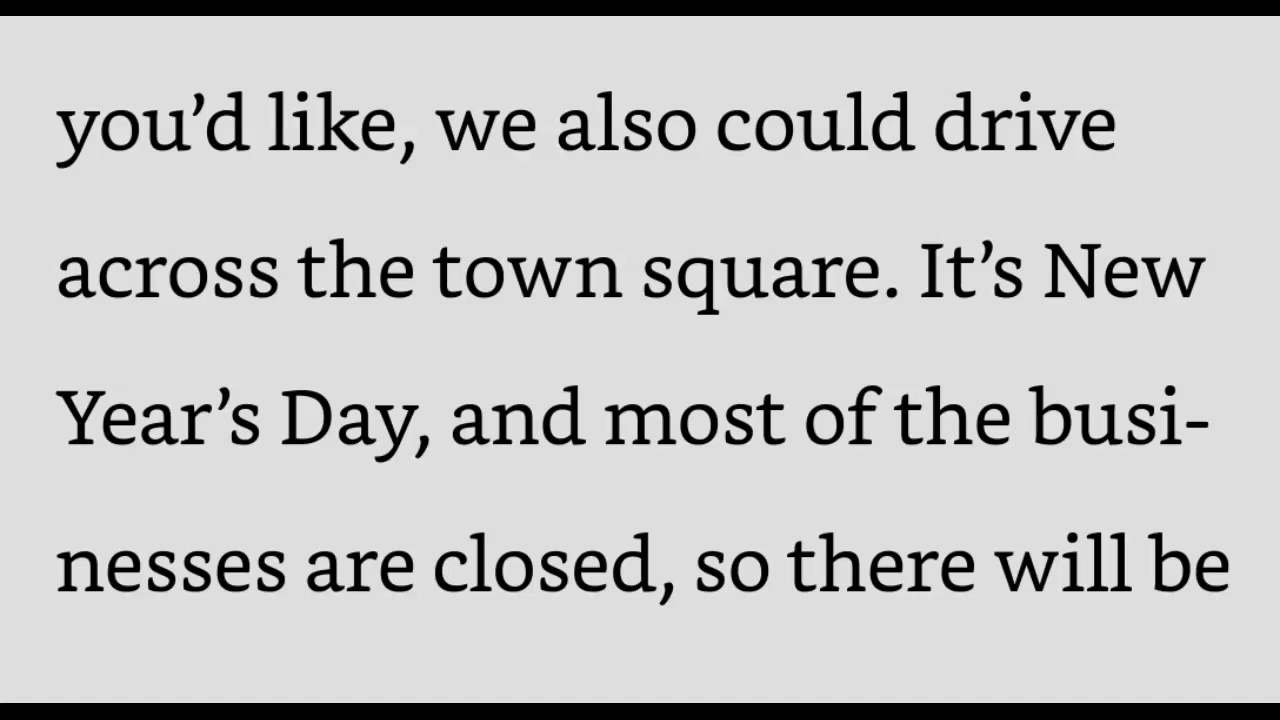 you’d like, we also could drive
across the town square. It’s New
Year’s Day, and most of the busi-
nesses are closed, so there will be